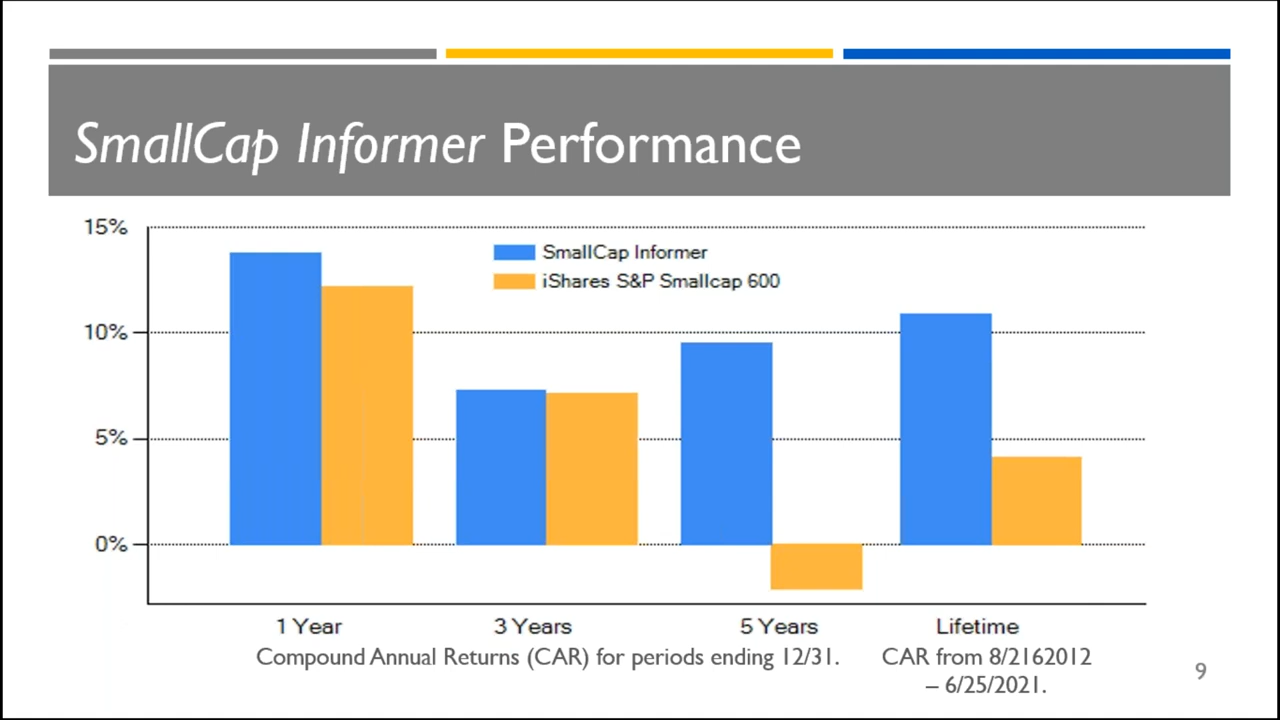 SmallCap Informer Performance
15%
SmallCap Informer
iShares S&P Smallcap 600
10%
5%
0%
1 Year 3 Years 5 Years Lifetime
Compound Annual Returns (CAR) for periods ending 12/31. CAR from 8/2162012
– 6/25/2021.
9